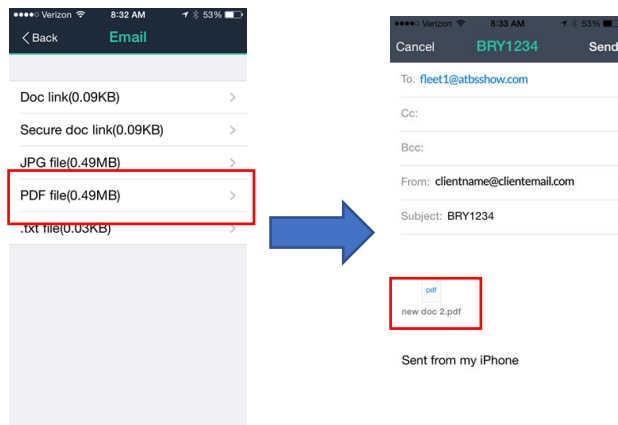 Verizon 8:32 AM 53%
Back Email
Doc link(0.09KB)
Secure doc link(0.09KB)
JPG file(0.49MB)
PDF file(0.49MB)
.txt file(0.03KB)
Verizon 8:33 AM 53%
Cancel BRY1234 Send
To: fleet1@atbsshow.com
Cc:
Bcc:
From: clientname@clientemail.com
Subject: BRY1234
pdf
new doc 2.pdf
Sent from my iPhone